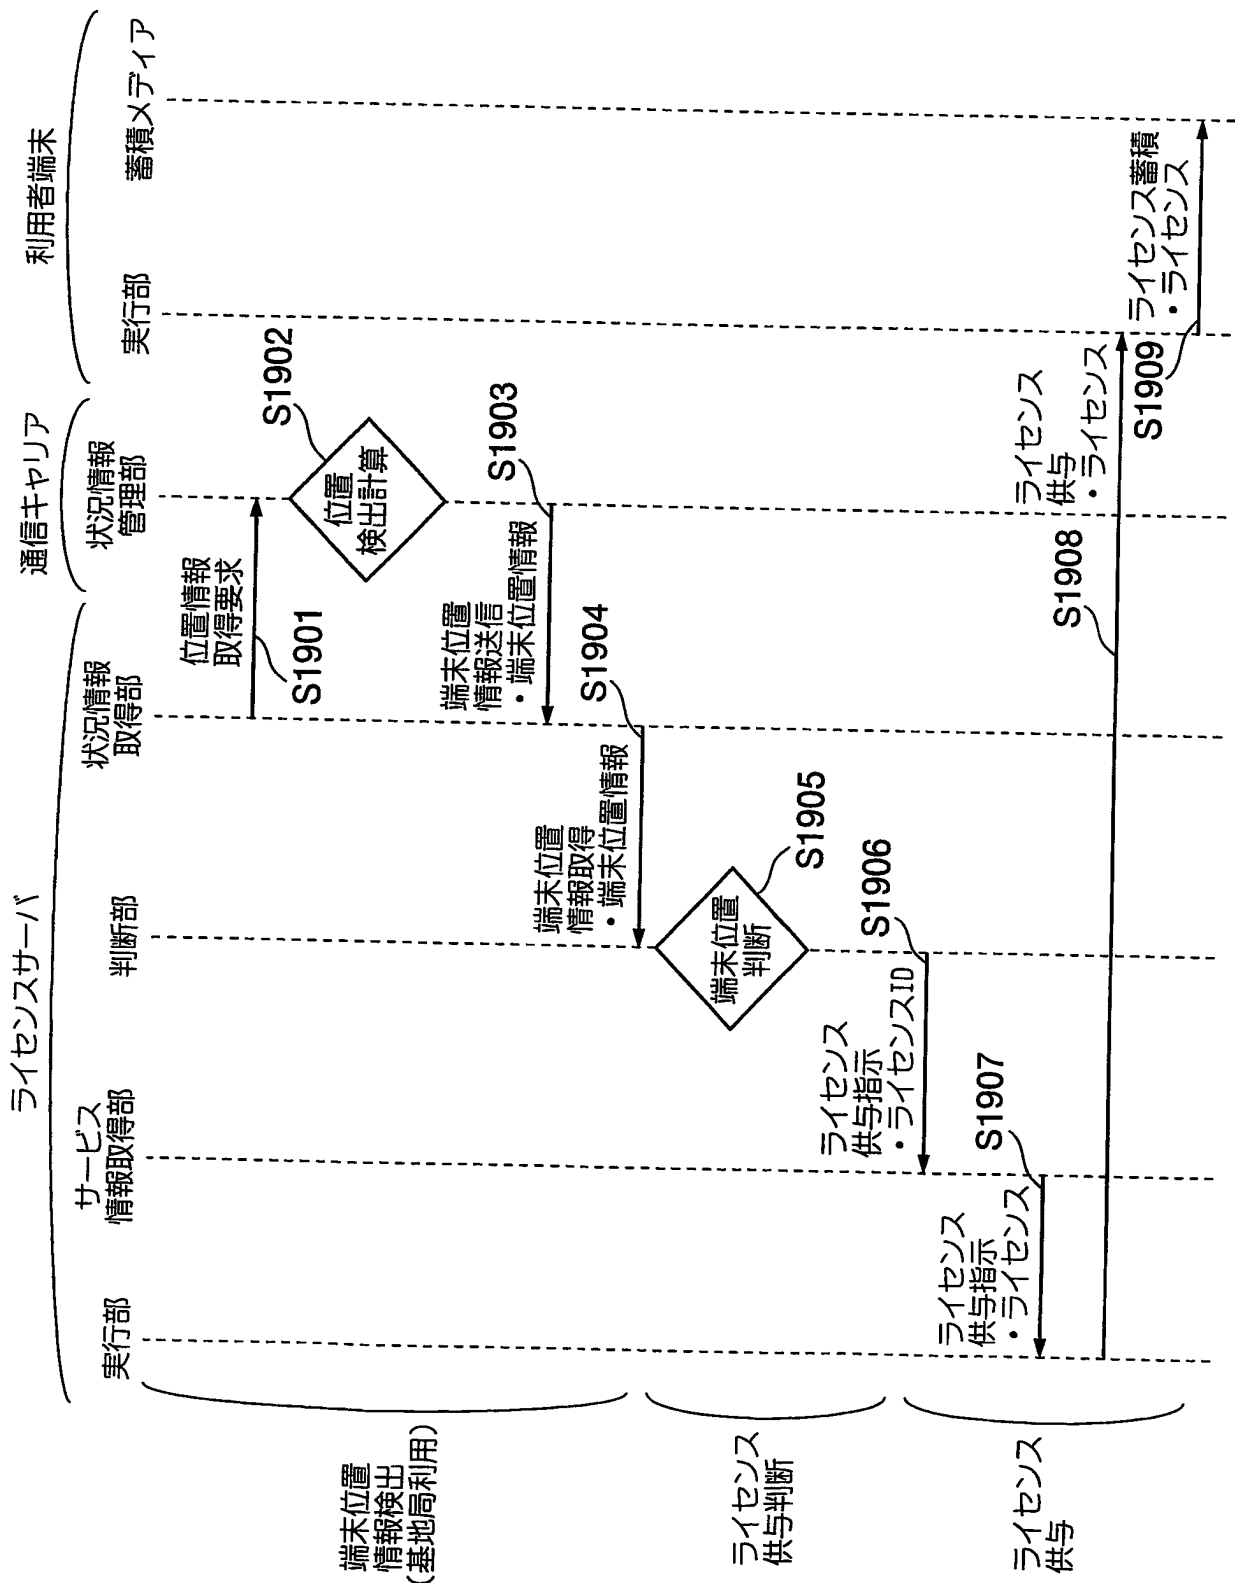 ライセンスサーバ
通信キャリア
利用者端末
実行部
サービス
情報取得部
判断部
状況情報
取得部
状況情報
管理部
実行部
蓄積メディア
端末位置
情報検出
(基地局利用)
位置情報
取得要求
S1901
位置
検出計算
S1902
端末位置
情報送信
・端末位置情報
S1903
端末位置
情報取得
・端末位置情報
S1904
ライセンス
供与判断
端末位置
判断
S1905
ライセンス
供与指示
・ライセンスID
S1906
ライセンス
供与
ライセンス
供与指示
・ライセンス
S1907
ライセンス
供与
・ライセンス
S1908
ライセンス蓄積
・ライセンス
S1909